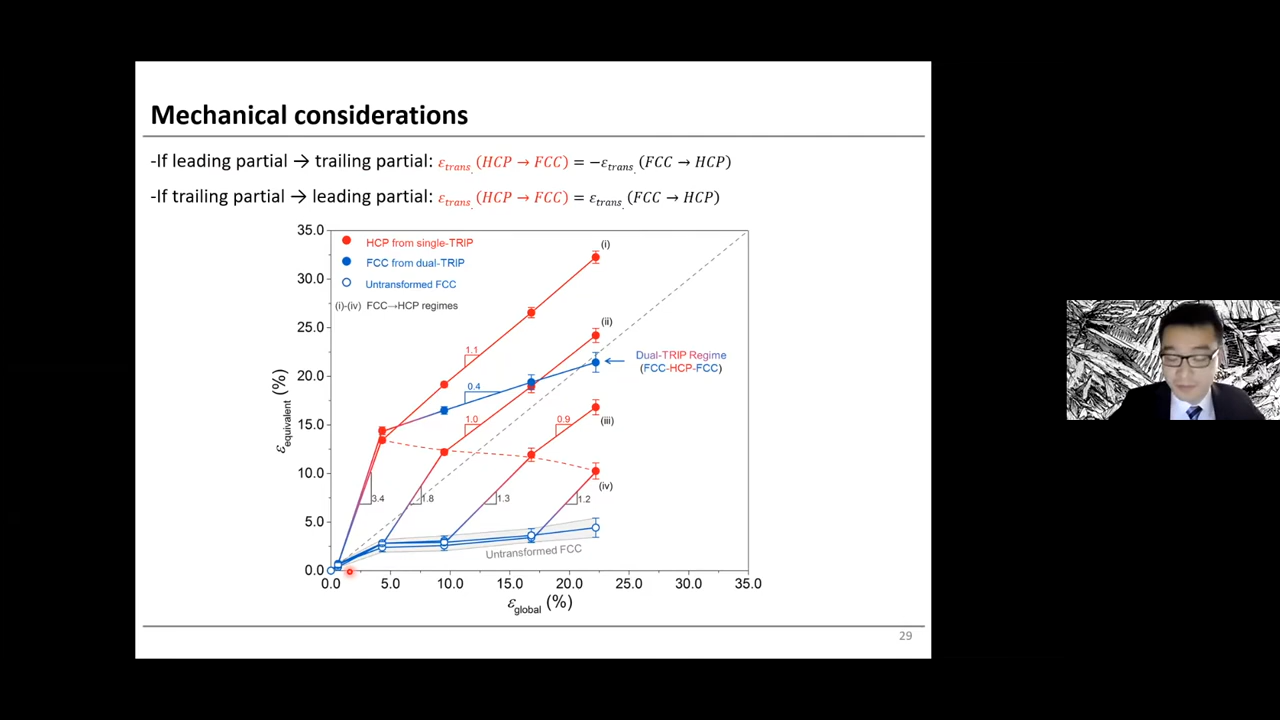 Mechanical considerations
-If leading partial → trailing partial: ε_trans. (HCP → FCC) = −ε_trans. (FCC → HCP)
-If trailing partial → leading partial: ε_trans. (HCP → FCC) = ε_trans. (FCC → HCP)
35.0
30.0
25.0
20.0
15.0
10.0
5.0
0.0
ε_equivalent (%)
HCP from single-TRIP
FCC from dual-TRIP
Untransformed FCC
(i)-(iv) FCC→HCP regimes
(i)
(ii)
Dual-TRIP Regime
(FCC-HCP-FCC)
(iii)
(iv)
1.1
0.4
1.0
0.9
3.4
1.8
1.3
1.2
Untransformed FCC
0.0 5.0 10.0 15.0 20.0 25.0 30.0 35.0
ε_global (%)
29